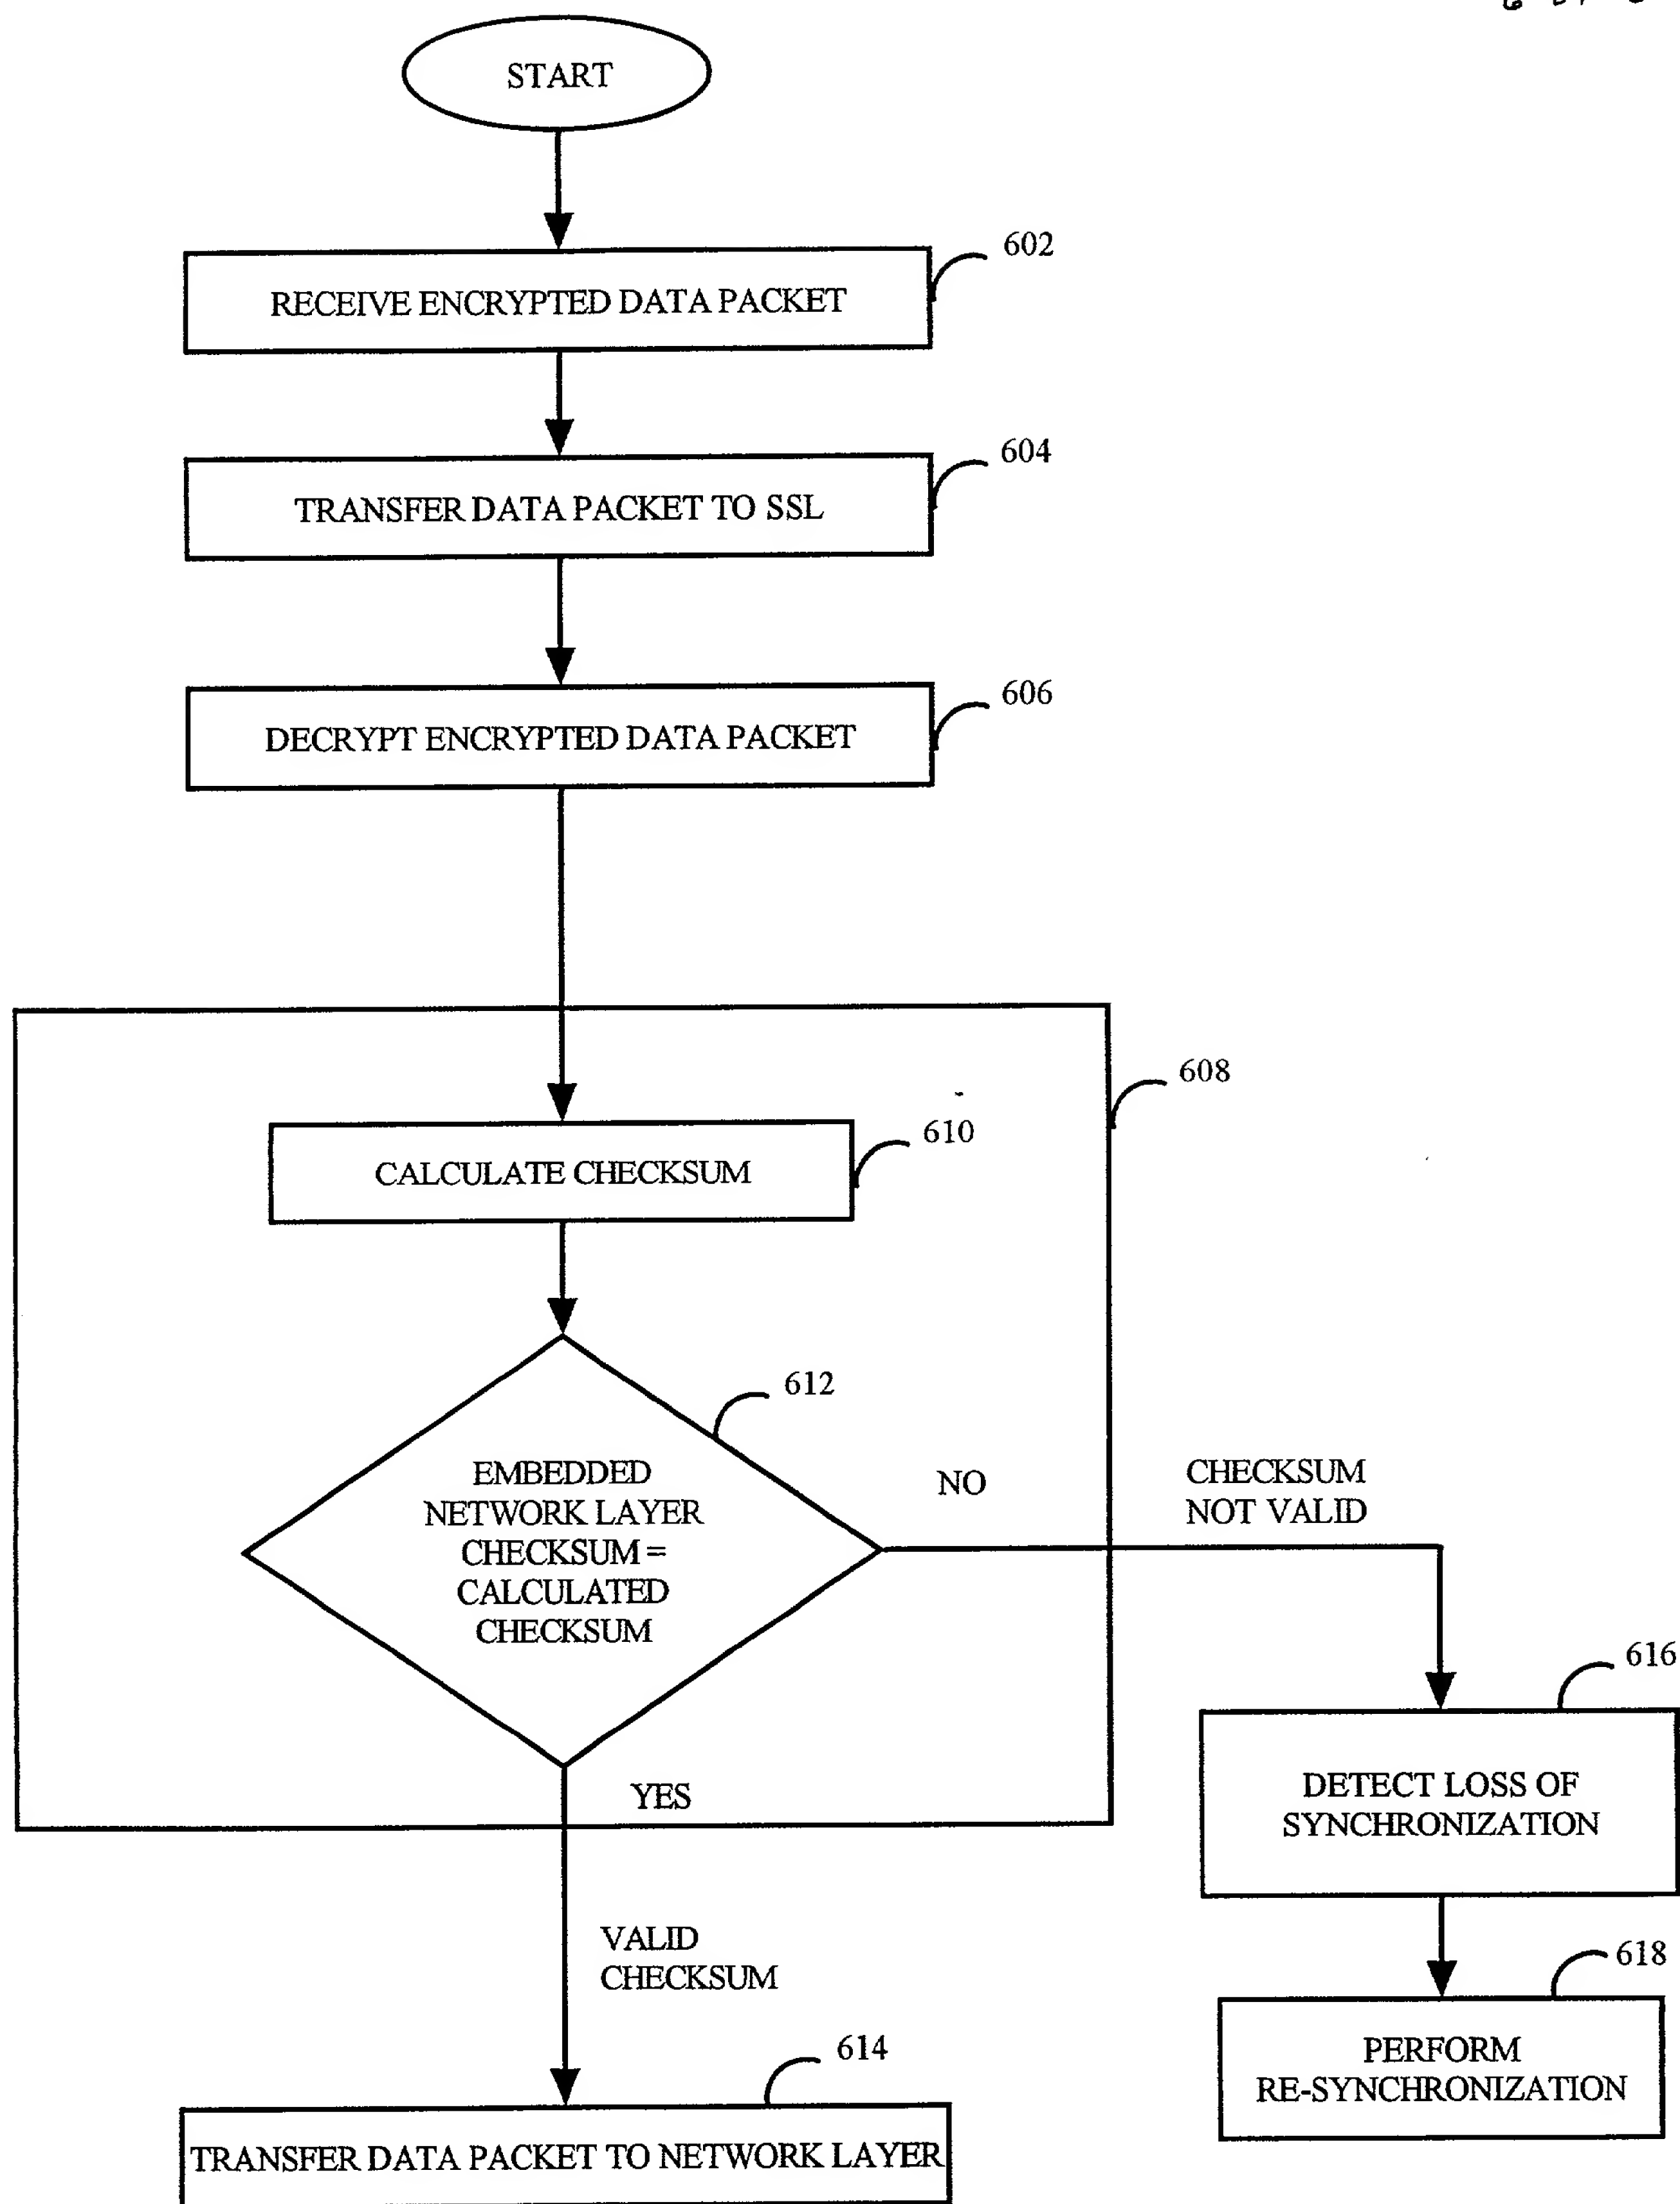 START
602
RECEIVE ENCRYPTED DATA PACKET
604
TRANSFER DATA PACKET TO SSL
606
DECRYPT ENCRYPTED DATA PACKET
608
610
CALCULATE CHECKSUM
612
EMBEDDED
NETWORK LAYER
CHECKSUM =
CALCULATED
CHECKSUM
NO
CHECKSUM
NOT VALID
616
DETECT LOSS OF
SYNCHRONIZATION
YES
VALID
CHECKSUM
618
PERFORM
RE-SYNCHRONIZATION
614
TRANSFER DATA PACKET TO NETWORK LAYER